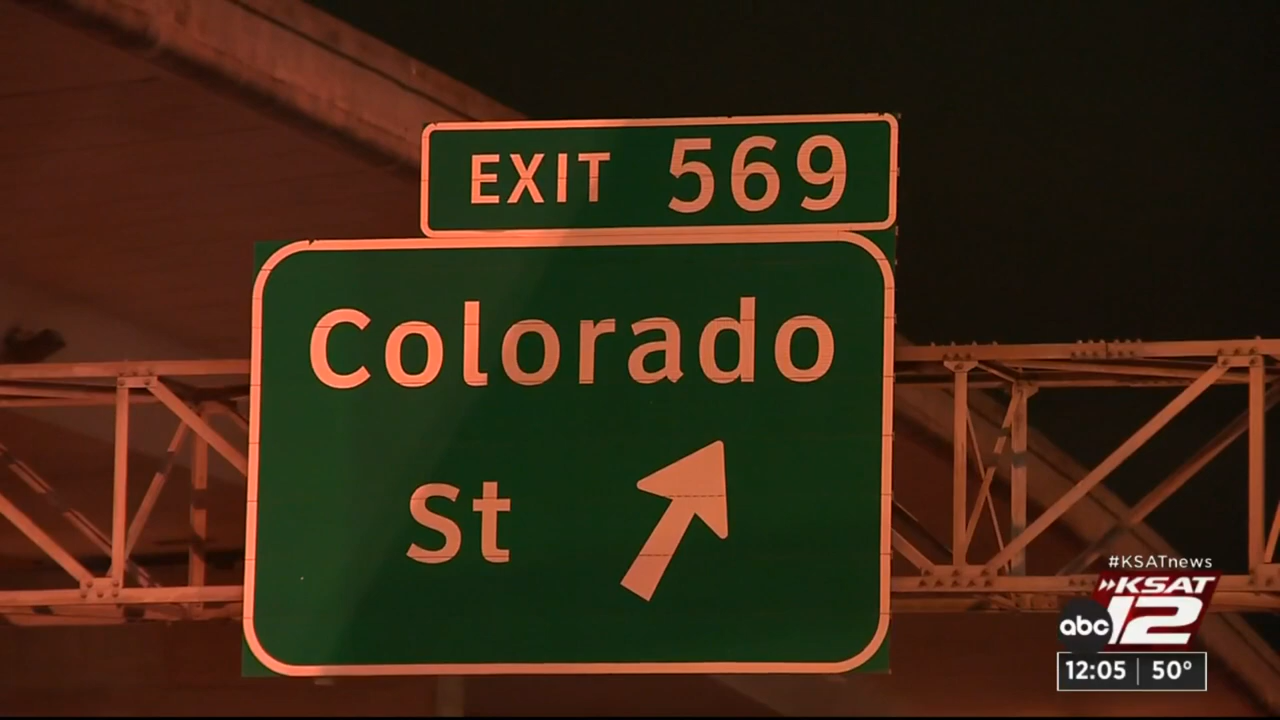 EXIT 569
Colorado
St
#KSATnews
KSAT
abc 12
12:05 50°